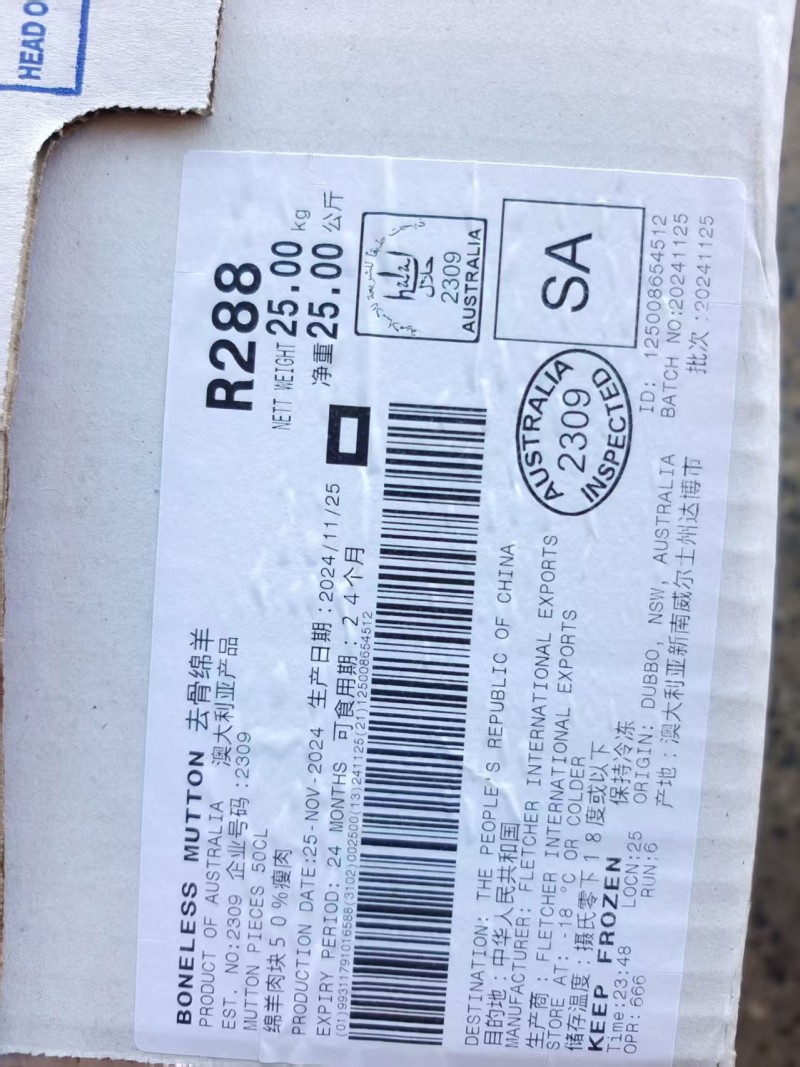 HEAD O
R288
BONELESS MUTTON 去骨绵羊
PRODUCT OF AUSTRALIA 澳大利亚产品
EST. NO:2309 企业号码:2309
MUTTON PIECES 50CL
绵羊肉块50%瘦肉
NETT WEIGHT 25.00 kg
净重 25.00 公斤
PRODUCTION DATE:25-NOV-2024 生产日期:2024/11/25
EXPIRY PERIOD: 24 MONTHS 可食用期:24个月
(01)99311791016588(3102)002500(13)241125(21)125008654512
halal
حلال
2309
AUSTRALIA
SA
AUSTRALIA
2309
INSPECTED
DESTINATION: THE PEOPLE'S REPUBLIC OF CHINA
目的地:中华人民共和国
MANUFACTURER: FLETCHER INTERNATIONAL EXPORTS
生产商:FLETCHER INTERNATIONAL EXPORTS
STORE AT: -18°C OR COLDER
储存温度:摄氏零下18度或以下
KEEP FROZEN 保持冷冻
Time:23:48 LOCN:25
OPR:666 RUN:6
ORIGIN: DUBBO, NSW, AUSTRALIA
产地:澳大利亚新南威尔士州达博市
ID: 125008654512
BATCH NO:20241125
批次:20241125